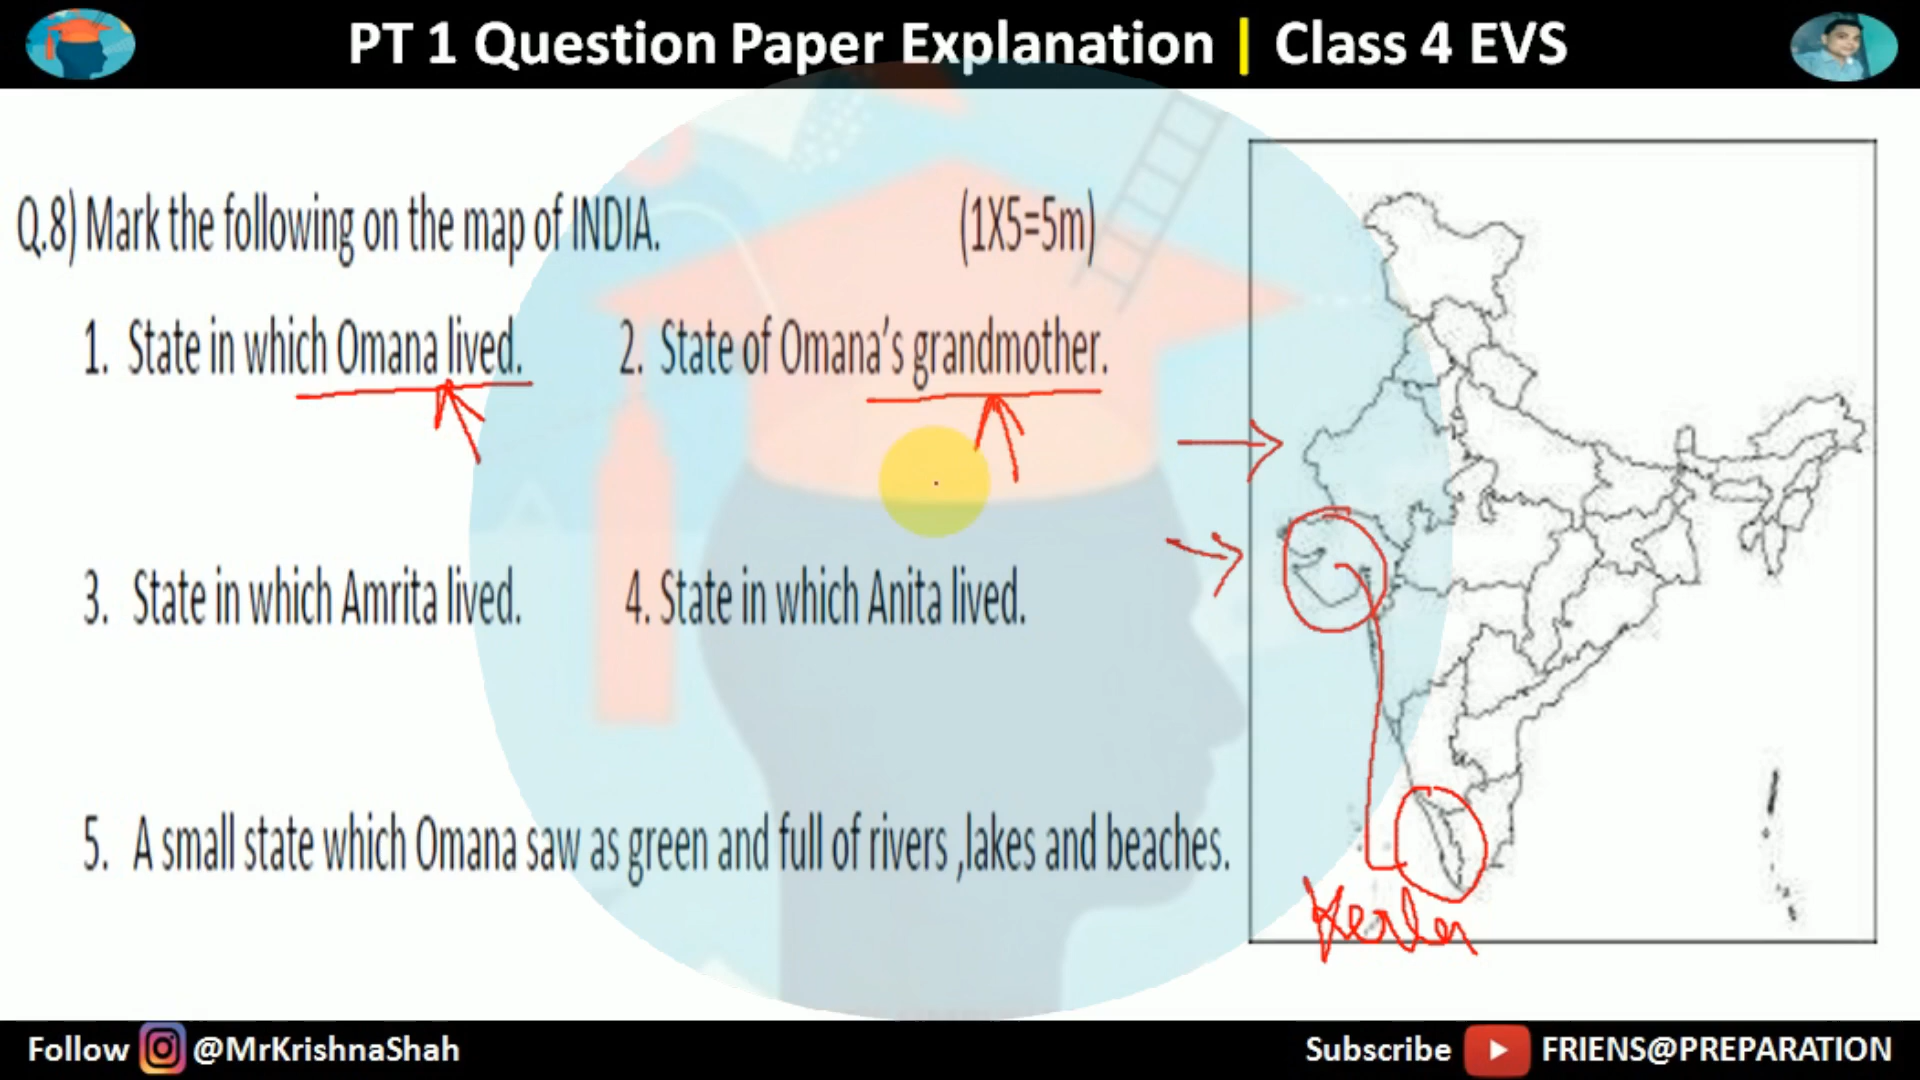 PT 1 Question Paper Explanation | Class 4 EVS
Q.8) Mark the following on the map of INDIA. (1X5=5m)
1. State in which Omana lived. 2. State of Omana's grandmother.
3. State in which Amrita lived. 4. State in which Anita lived.
5. A small state which Omana saw as green and full of rivers ,lakes and beaches.
Follow @MrKrishnaShah Subscribe FRIENS@PREPARATION